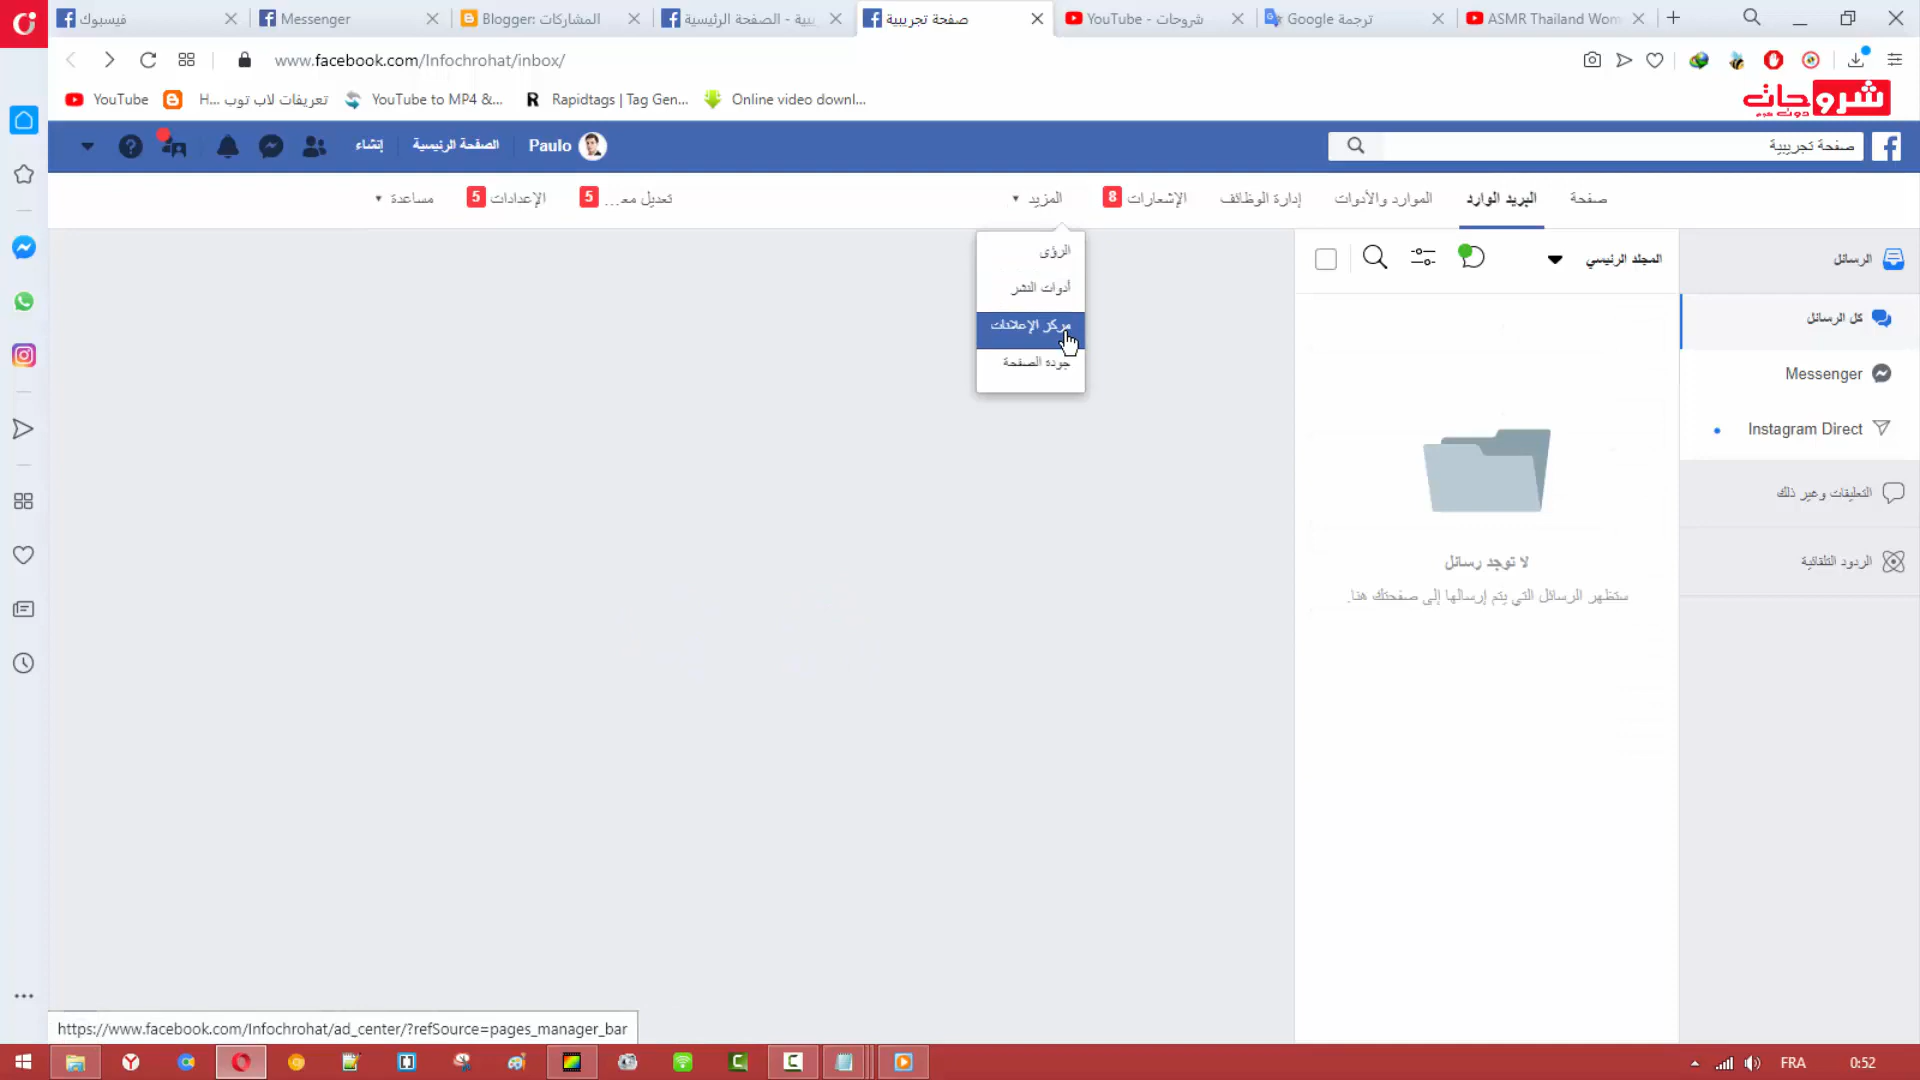 فيسبوك
Messenger
Blogger: المشاركات
بية - الصفحة الرئيسية
صفحة تجريبية
YouTube - شروحات
Google ترجمة
ASMR Thailand Wom
www.facebook.com/Infochrohat/inbox/
YouTube
تعريفات لاب توب ...H
YouTube to MP4 &...
R Rapidtags | Tag Gen...
Online video downl...
شروحات
Paulo
الصفحة الرئيسية
إنشاء
صفحة تجريبية
صفحة
البريد الوارد
الموارد والأدوات
إدارة الوظائف
الإشعارات 8
المزيد
تعديل معـ... 5
الإعدادات 5
مساعدة
الرؤى
أدوات النشر
مركز الإعلانات
جودة الصفحة
الرسائل
كل الرسائل
Messenger
Instagram Direct
التعليقات وغير ذلك
الردود التلقائية
المجلد الرئيسي
لا توجد رسائل
ستظهر الرسائل التي يتم إرسالها إلى صفحتك هنا.
https://www.facebook.com/Infochrohat/ad_center/?refSource=pages_manager_bar
FRA
0:52